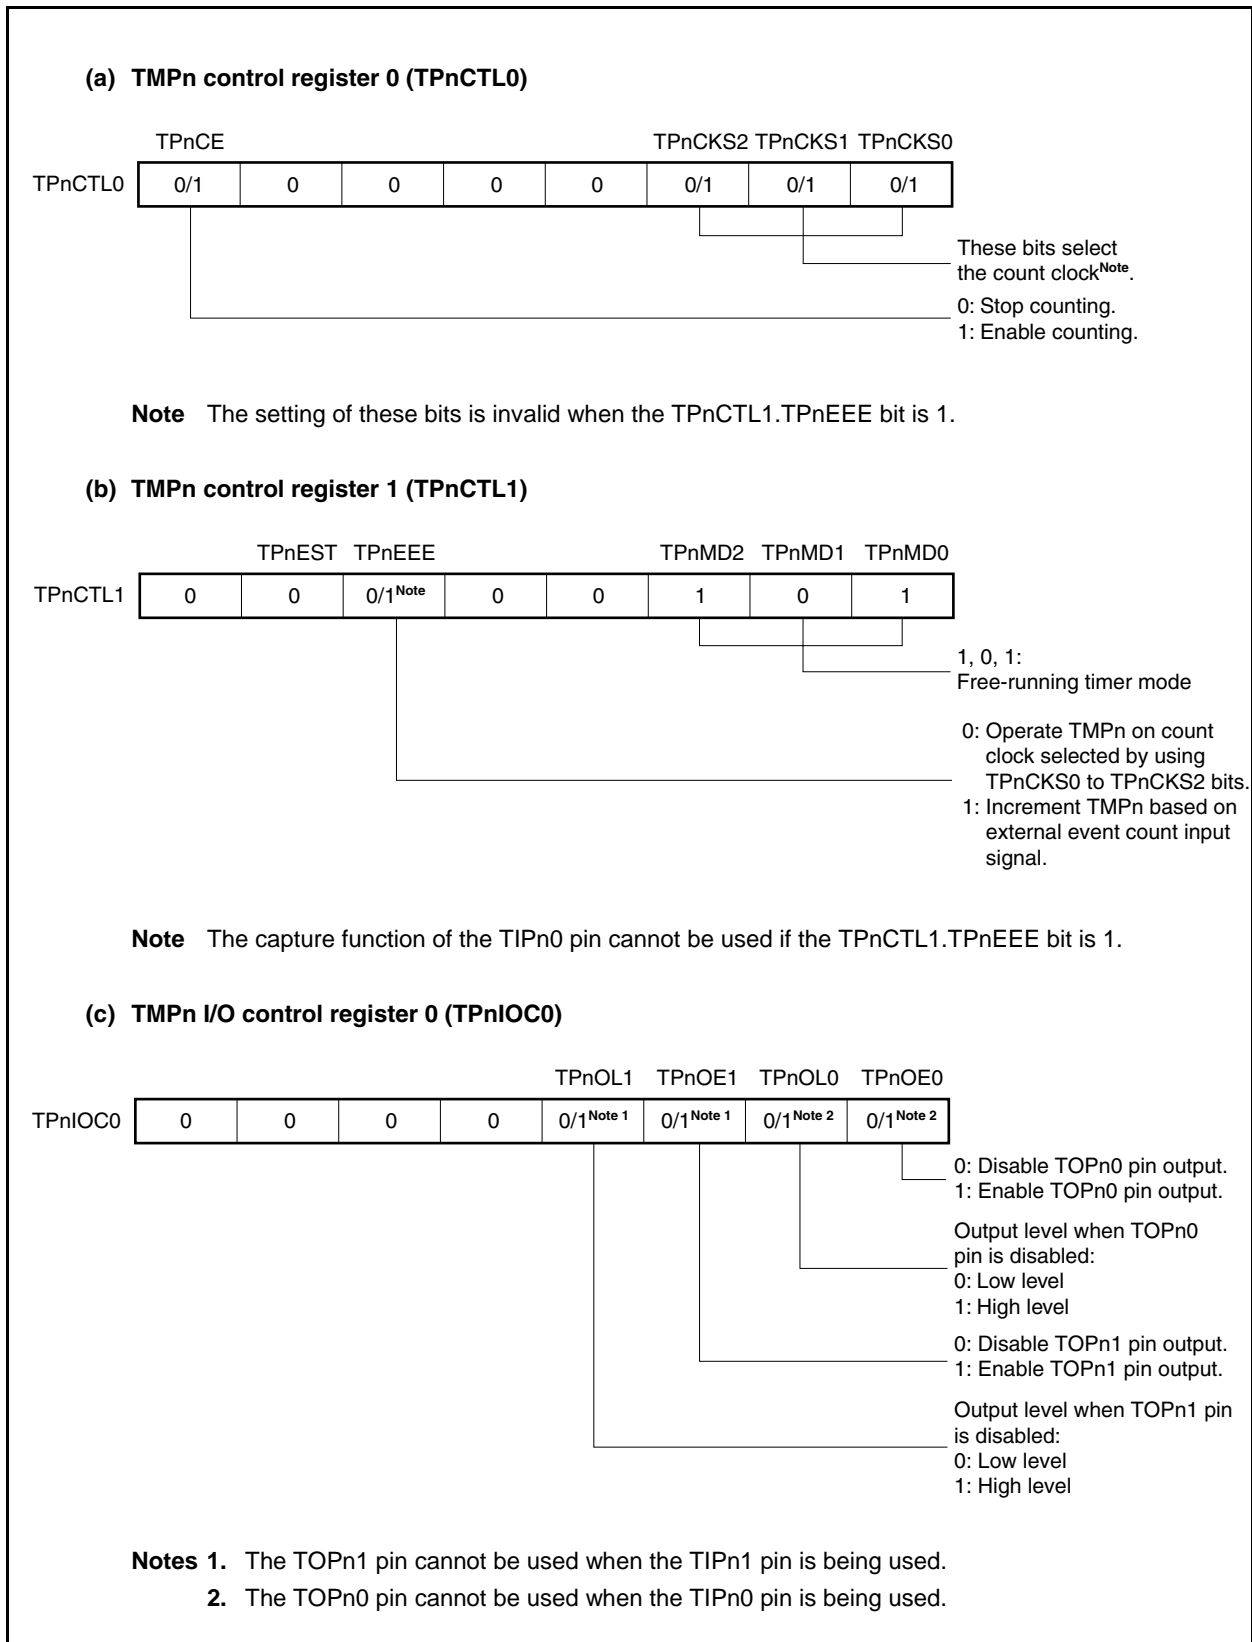 (a) TMPn control register 0 (TPnCTL0)
TPnCE TPnCKS2 TPnCKS1 TPnCKS0
TPnCTL0 0/1 0 0 0 0 0/1 0/1 0/1
These bits select
the count clockNote.
0: Stop counting.
1: Enable counting.
Note The setting of these bits is invalid when the TPnCTL1.TPnEEE bit is 1.
(b) TMPn control register 1 (TPnCTL1)
TPnEST TPnEEE TPnMD2 TPnMD1 TPnMD0
TPnCTL1 0 0 0/1Note 0 0 1 0 1
1, 0, 1:
Free-running timer mode
0: Operate TMPn on count
clock selected by using
TPnCKS0 to TPnCKS2 bits.
1: Increment TMPn based on
external event count input
signal.
Note The capture function of the TIPn0 pin cannot be used if the TPnCTL1.TPnEEE bit is 1.
(c) TMPn I/O control register 0 (TPnIOC0)
TPnOL1 TPnOE1 TPnOL0 TPnOE0
TPnIOC0 0 0 0 0 0/1Note 1 0/1Note 1 0/1Note 2 0/1Note 2
0: Disable TOPn0 pin output.
1: Enable TOPn0 pin output.
Output level when TOPn0
pin is disabled:
0: Low level
1: High level
0: Disable TOPn1 pin output.
1: Enable TOPn1 pin output.
Output level when TOPn1 pin
is disabled:
0: Low level
1: High level
Notes 1. The TOPn1 pin cannot be used when the TIPn1 pin is being used.
2. The TOPn0 pin cannot be used when the TIPn0 pin is being used.